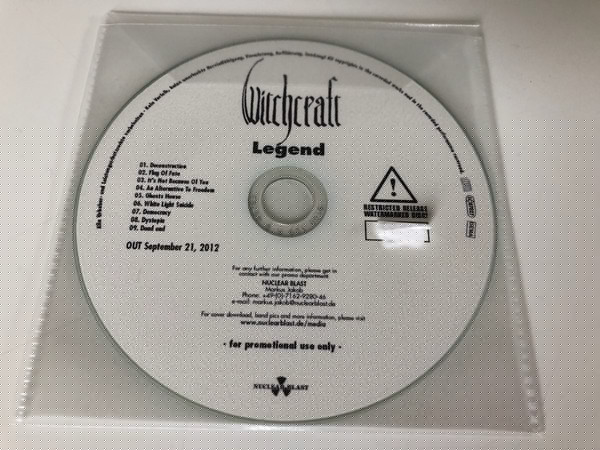 Witchcraft
Legend
01. Deconstruction
02. Flag Of Fate
03. It's Not Because Of You
04. An Alternative To Freedom
05. Ghosts House
06. White Light Suicide
07. Democracy
08. Dystopia
09. Dead end
OUT September 21, 2012
RESTRICTED RELEASE
WATERMARKED DISC!
For any further information, please get in
contact with our promo department
NUCLEAR BLAST
Markus Jakob
Phone: +49-(0)-7162-9280-46
e-mail: markus.jakob@nuclearblast.de
For cover download, band pics and more information, please visit
www.nuclearblast.de/media
- for promotional use only -
NUCLEAR BLAST